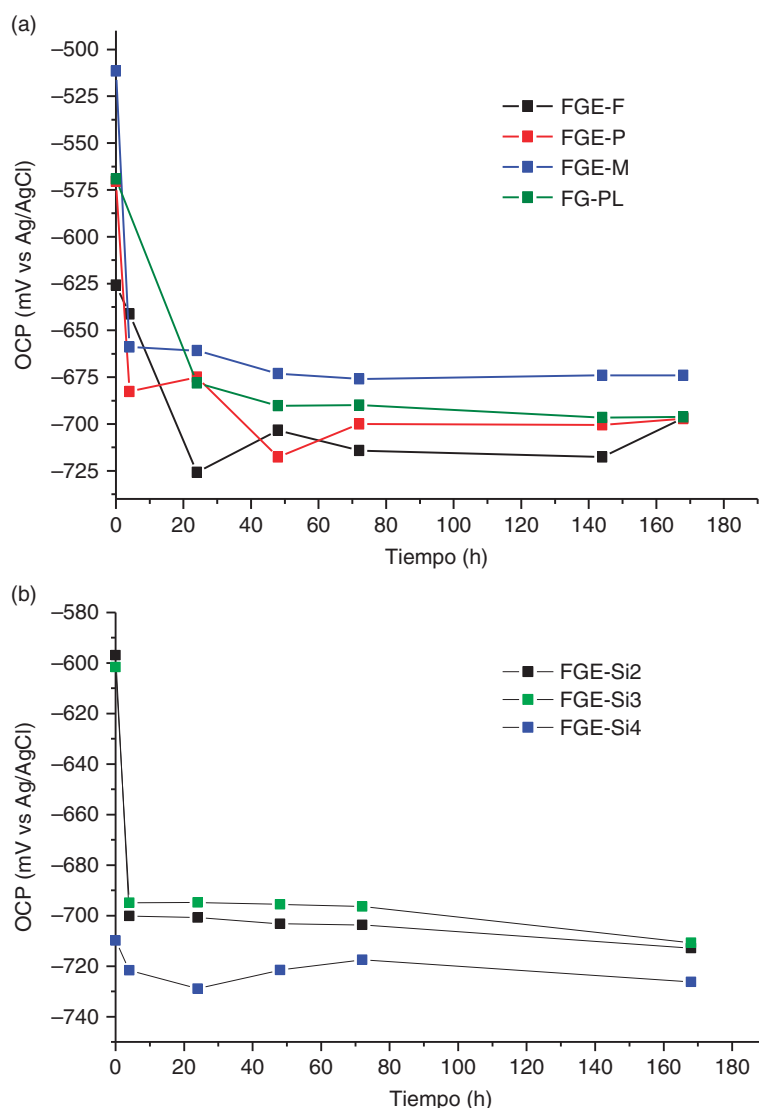 (a)
−500
−525
−550
−575
−600
−625
−650
−675
−700
−725
OCP (mV vs Ag/AgCl)
FGE-F
FGE-P
FGE-M
FG-PL
0 20 40 60 80 100 120 140 160 180
Tiempo (h)
(b)
−580
−600
−620
−640
−660
−680
−700
−720
−740
OCP (mV vs Ag/AgCl)
FGE-Si2
FGE-Si3
FGE-Si4
0 20 40 60 80 100 120 140 160 180
Tiempo (h)